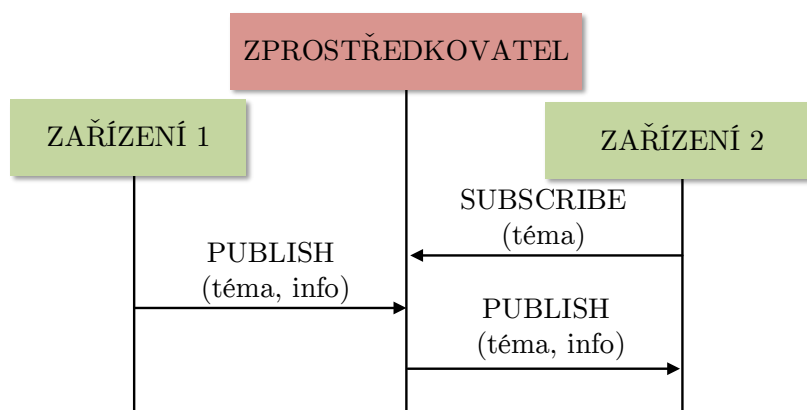 ZPROSTŘEDKOVATEL
ZAŘÍZENÍ 1
ZAŘÍZENÍ 2
SUBSCRIBE
(téma)
PUBLISH
(téma, info)
PUBLISH
(téma, info)